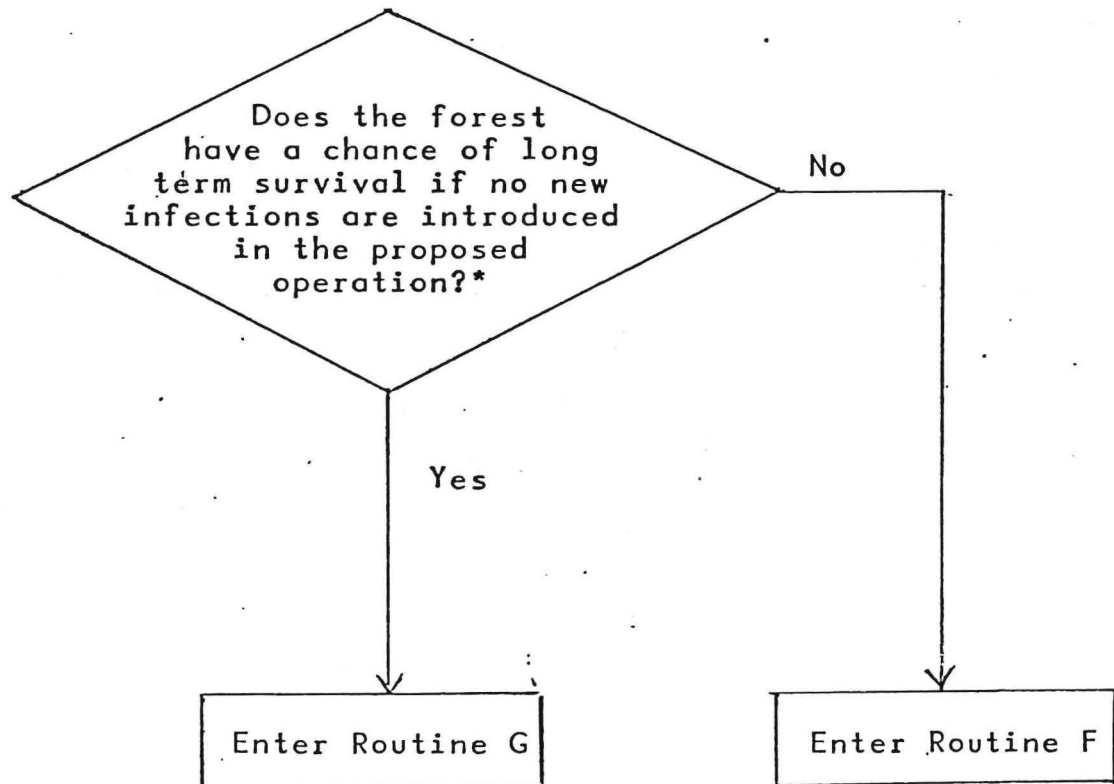 Does the forest
have a chance of long
term survival if no new
infections are introduced
in the proposed
operation?*
No
Yes
Enter Routine G
Enter Routine F